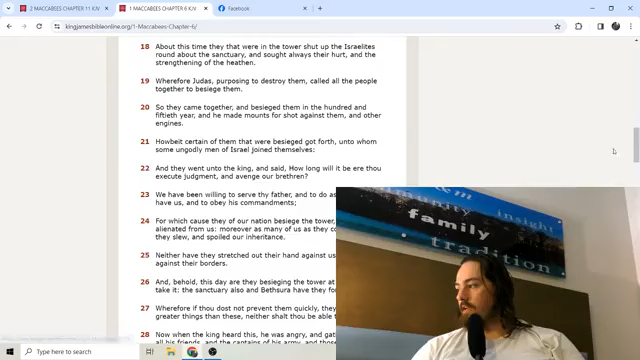 2 MACCABEES CHAPTER 11 KJV
1 MACCABEES CHAPTER 6 KJV
Facebook
kingjamesbibleonline.org/1-Maccabees-Chapter-6/
18 About this time they that were in the tower shut up the Israelites
round about the sanctuary, and sought always their hurt, and the
strengthening of the heathen.
19 Wherefore Judas, purposing to destroy them, called all the people
together to besiege them.
20 So they came together, and besieged them in the hundred and
fiftieth year, and he made mounts for shot against them, and other
engines.
21 Howbeit certain of them that were besieged got forth, unto whom
some ungodly men of Israel joined themselves:
22 And they went unto the king, and said, How long will it be ere thou
execute judgment, and avenge our brethren?
23 We have been willing to serve thy father, and to do as
have us, and to obey his commandments;
24 For which cause they of our nation besiege the tower,
alienated from us: moreover as many of us as they co
they slew, and spoiled our inheritance.
25 Neither have they stretched out their hand against us
against their borders.
26 And, behold, this day are they besieging the tower at
take it: the sanctuary also and Bethsura have they for
27 Wherefore if thou dost not prevent them quickly, the
greater things than these, neither shalt thou be able t
28 Now when the king heard this, he was angry, and gat
all his friends, and the captains of his army, and those
community
insight
family
tradition
Type here to search